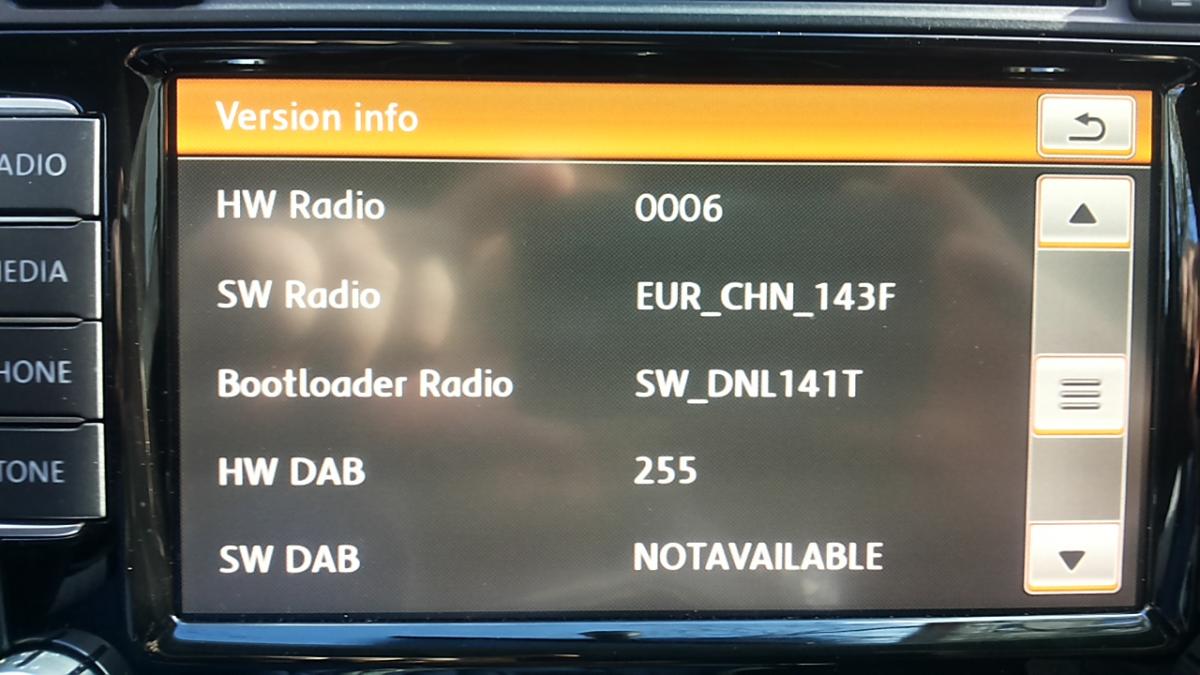 Version info
HW Radio 0006
SW Radio EUR_CHN_143F
Bootloader Radio SW_DNL141T
HW DAB 255
SW DAB NOTAVAILABLE
ADIO
EDIA
HONE
TONE